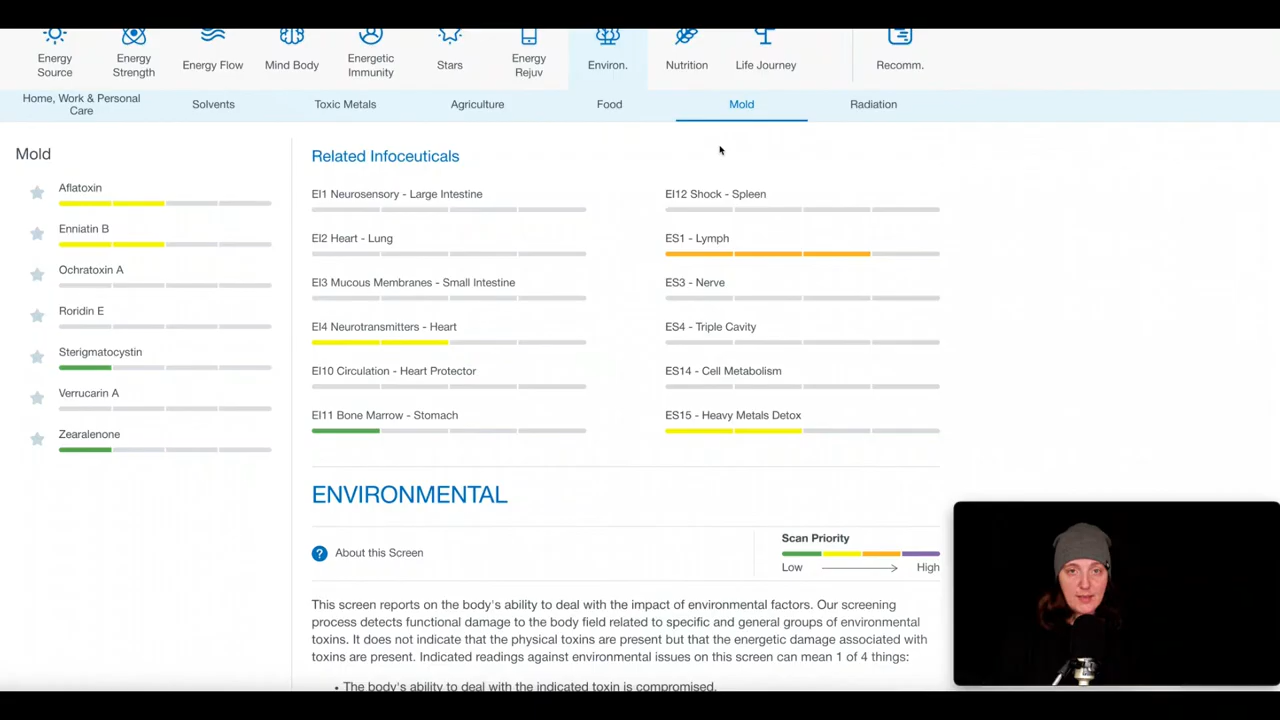 Energy Source
Energy Strength
Energy Flow
Mind Body
Energetic Immunity
Stars
Energy Rejuv
Environ.
Nutrition
Life Journey
Recomm.
Home, Work & Personal Care
Solvents
Toxic Metals
Agriculture
Food
Mold
Radiation
Mold
Aflatoxin
Enniatin B
Ochratoxin A
Roridin E
Sterigmatocystin
Verrucarin A
Zearalenone
Related Infoceuticals
EI1 Neurosensory - Large Intestine
EI2 Heart - Lung
EI3 Mucous Membranes - Small Intestine
EI4 Neurotransmitters - Heart
EI10 Circulation - Heart Protector
EI11 Bone Marrow - Stomach
EI12 Shock - Spleen
ES1 - Lymph
ES3 - Nerve
ES4 - Triple Cavity
ES14 - Cell Metabolism
ES15 - Heavy Metals Detox
ENVIRONMENTAL
? About this Screen
Scan Priority
Low High
This screen reports on the body's ability to deal with the impact of environmental factors. Our screening
process detects functional damage to the body field related to specific and general groups of environmental
toxins. It does not indicate that the physical toxins are present but that the energetic damage associated with
toxins are present. Indicated readings against environmental issues on this screen can mean 1 of 4 things:
• The body's ability to deal with the indicated toxin is compromised.